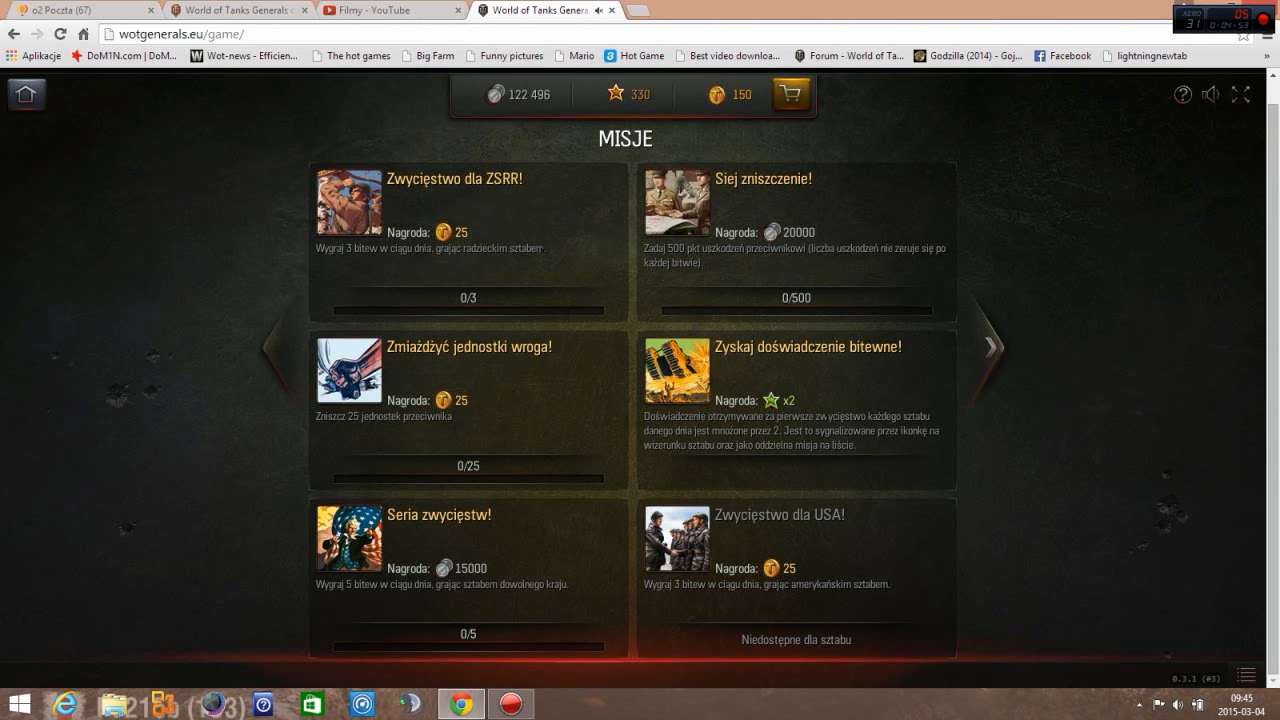 o2 Poczta (67)
World of Tanks Generals c
Filmy - YouTube
World of Tanks Genera
AERO
31
05
0:04:53
wotgenerals.eu/game/
Aplikacje
DoM1N.com | DoM...
Wot-news - Efficienc...
The hot games
Big Farm
Funny pictures
Mario
Hot Game
Best video downloa...
Forum - World of Ta...
Godzilla (2014) - Goj...
Facebook
lightningnewtab
»
122 496
330
150
MISJE
Zwycięstwo dla ZSRR!
Nagroda: 25
Wygraj 3 bitew w ciągu dnia, grając radzieckim sztabem.
0/3
Siej zniszczenie!
Nagroda: 20000
Zadaj 500 pkt uszkodzeń przeciwnikowi (liczba uszkodzeń nie zeruje się po
każdej bitwie).
0/500
Zmiażdżyć jednostki wroga!
Nagroda: 25
Zniszcz 25 jednostek przeciwnika
0/25
Zyskaj doświadczenie bitewne!
Nagroda: x2
Doświadczenie otrzymywane za pierwsze zwycięstwo każdego sztabu
danego dnia jest mnożone przez 2. Jest to sygnalizowane przez ikonkę na
wizerunku sztabu oraz jako oddzielna misja na liście.
Seria zwycięstw!
Nagroda: 15000
Wygraj 5 bitew w ciągu dnia, grając sztabem dowolnego kraju.
0/5
Zwycięstwo dla USA!
Nagroda: 25
Wygraj 3 bitew w ciągu dnia, grając amerykańskim sztabem.
Niedostępne dla sztabu
0.3.1 (#3)
09:45
2015-03-04